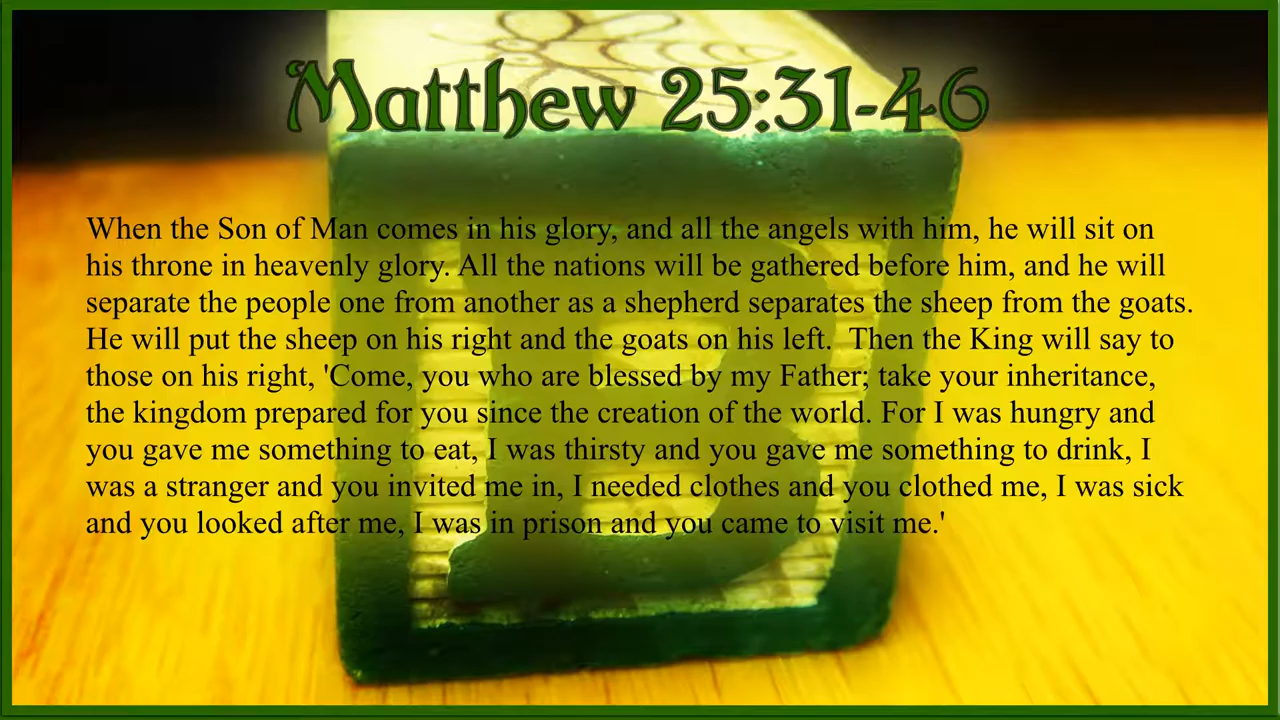 Matthew 25:31-46
When the Son of Man comes in his glory, and all the angels with him, he will sit on
his throne in heavenly glory. All the nations will be gathered before him, and he will
separate the people one from another as a shepherd separates the sheep from the goats.
He will put the sheep on his right and the goats on his left.  Then the King will say to
those on his right, 'Come, you who are blessed by my Father; take your inheritance,
the kingdom prepared for you since the creation of the world. For I was hungry and
you gave me something to eat, I was thirsty and you gave me something to drink, I
was a stranger and you invited me in, I needed clothes and you clothed me, I was sick
and you looked after me, I was in prison and you came to visit me.'
B